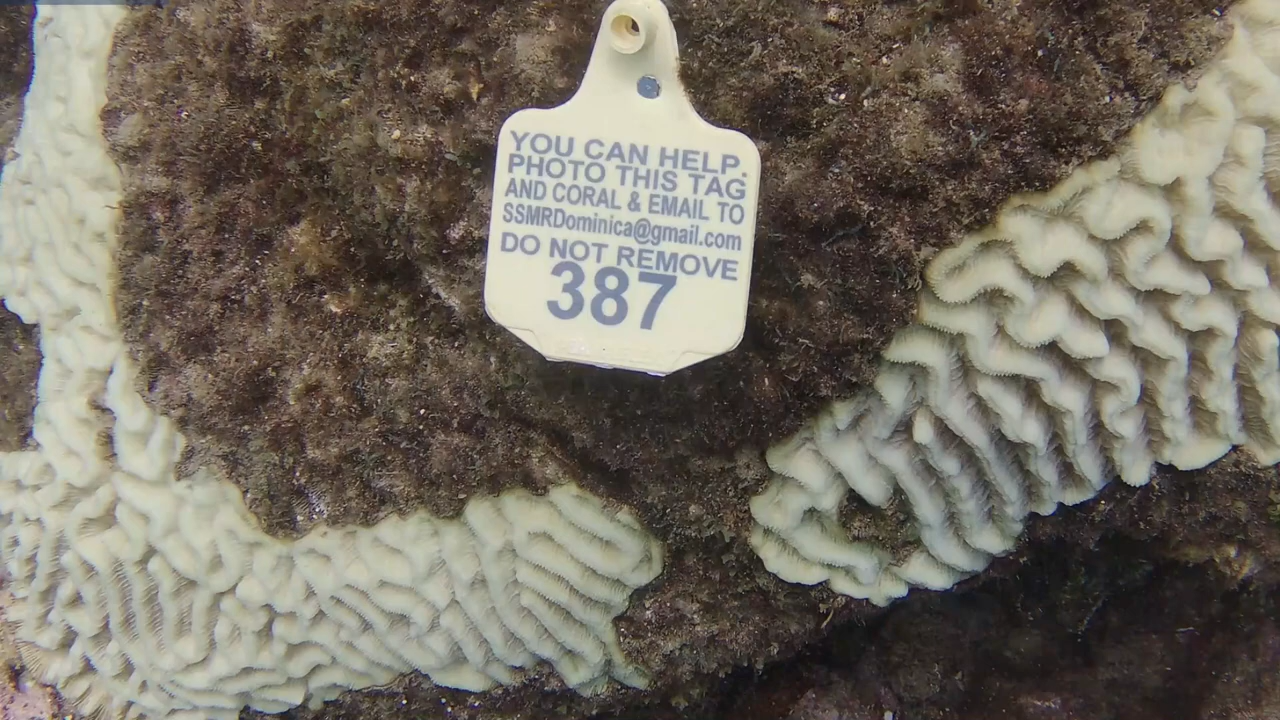 YOU CAN HELP.
PHOTO THIS TAG
AND CORAL & EMAIL TO
SSMRDominica@gmail.com
DO NOT REMOVE
387